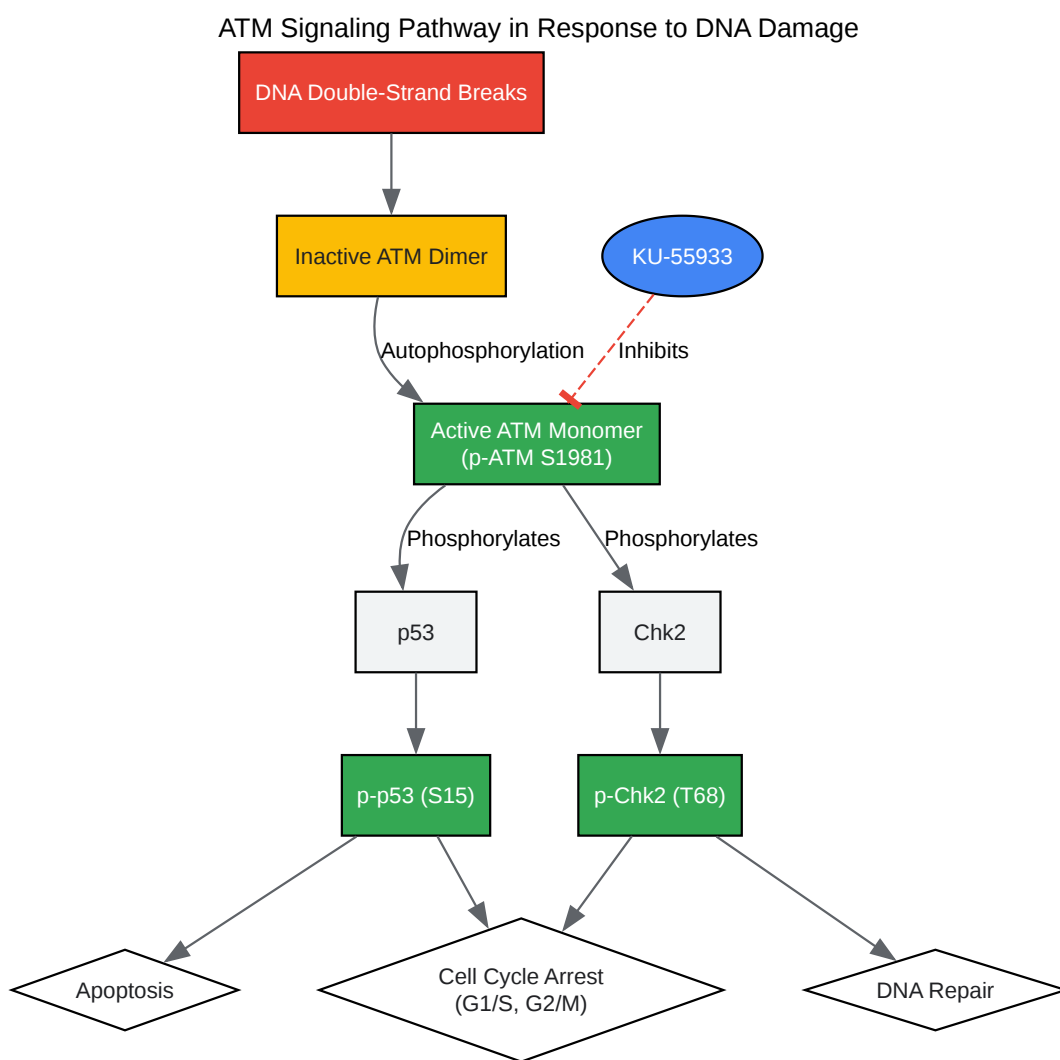 ATM Signaling Pathway in Response to DNA Damage
DNA Double-Strand Breaks
Inactive ATM Dimer
KU-55933
Autophosphorylation
Inhibits
Active ATM Monomer
(p-ATM S1981)
Phosphorylates
Phosphorylates
p53
Chk2
p-p53 (S15)
p-Chk2 (T68)
Apoptosis
Cell Cycle Arrest
(G1/S, G2/M)
DNA Repair